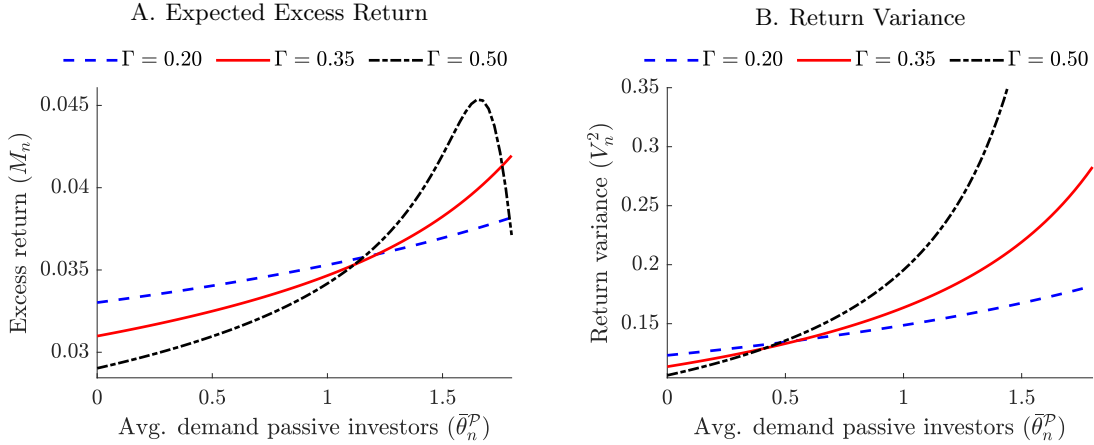 A. Expected Excess Return
Γ = 0.20 Γ = 0.35 Γ = 0.50
0.045
0.04
0.035
0.03
Excess return (Mₙ)
0 0.5 1 1.5
Avg. demand passive investors (θ̄ₙᴾ)
B. Return Variance
Γ = 0.20 Γ = 0.35 Γ = 0.50
0.35
0.3
0.25
0.2
0.15
Return variance (Vₙ²)
0 0.5 1 1.5
Avg. demand passive investors (θ̄ₙᴾ)